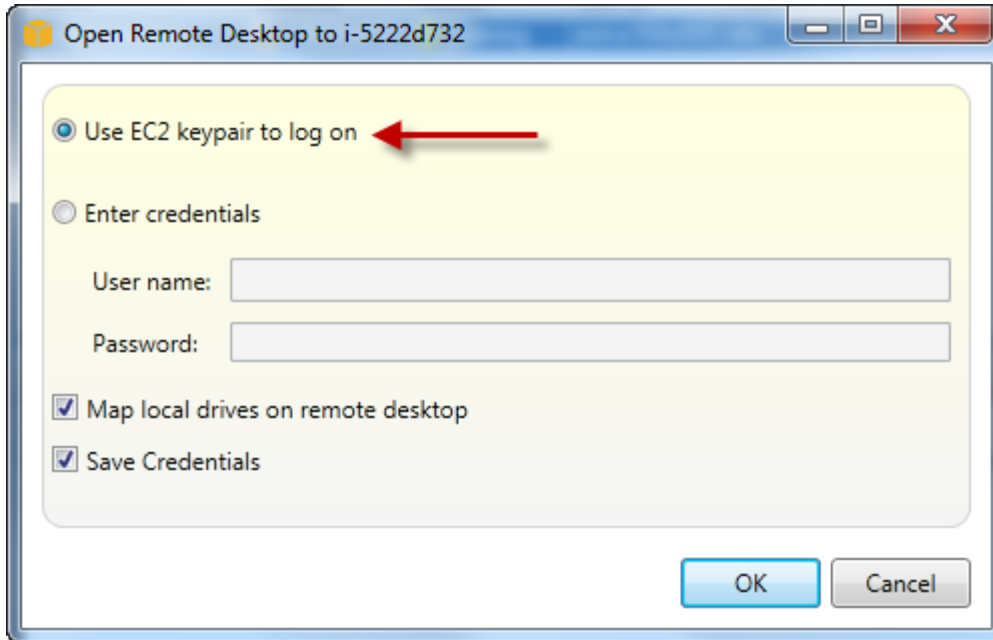 Open Remote Desktop to i-5222d732
Use EC2 keypair to log on
Enter credentials
User name:
Password:
Map local drives on remote desktop
Save Credentials
OK Cancel